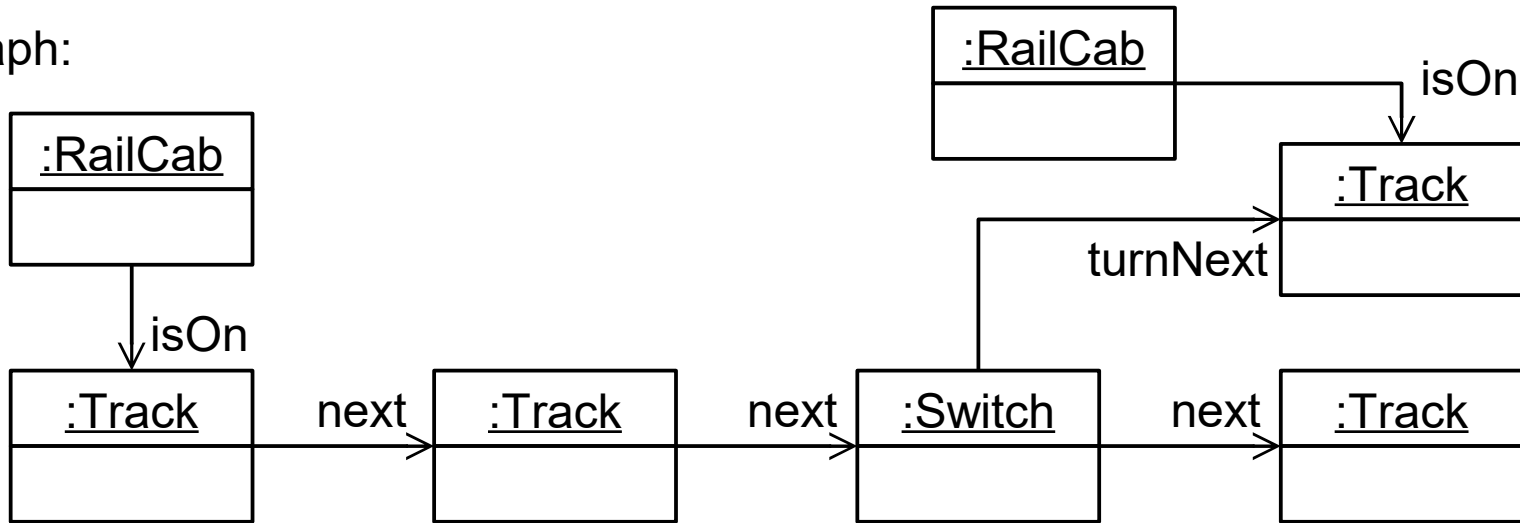 aph:
:RailCab
isOn
:RailCab
:Track
turnNext
isOn
:Track
next
:Track
next
:Switch
next
:Track